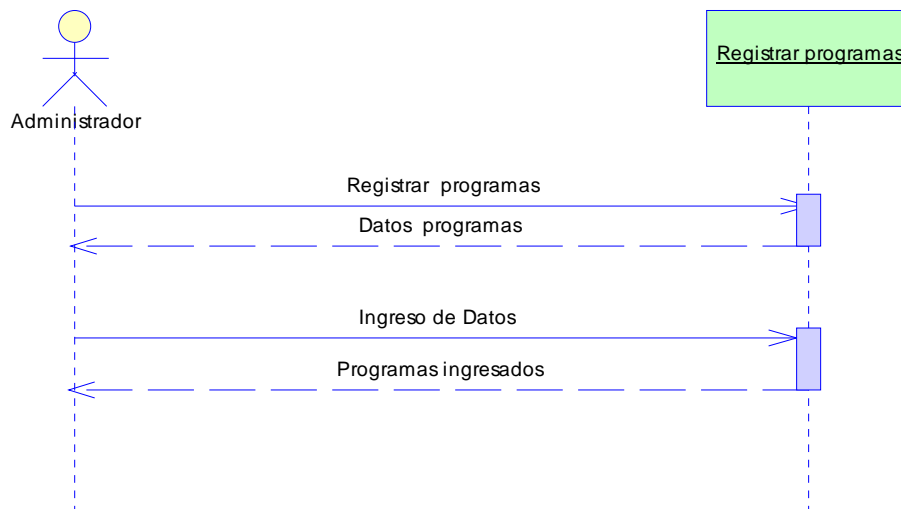 Registrar programas
Administrador
Registrar programas
Datos programas
Ingreso de Datos
Programas ingresados